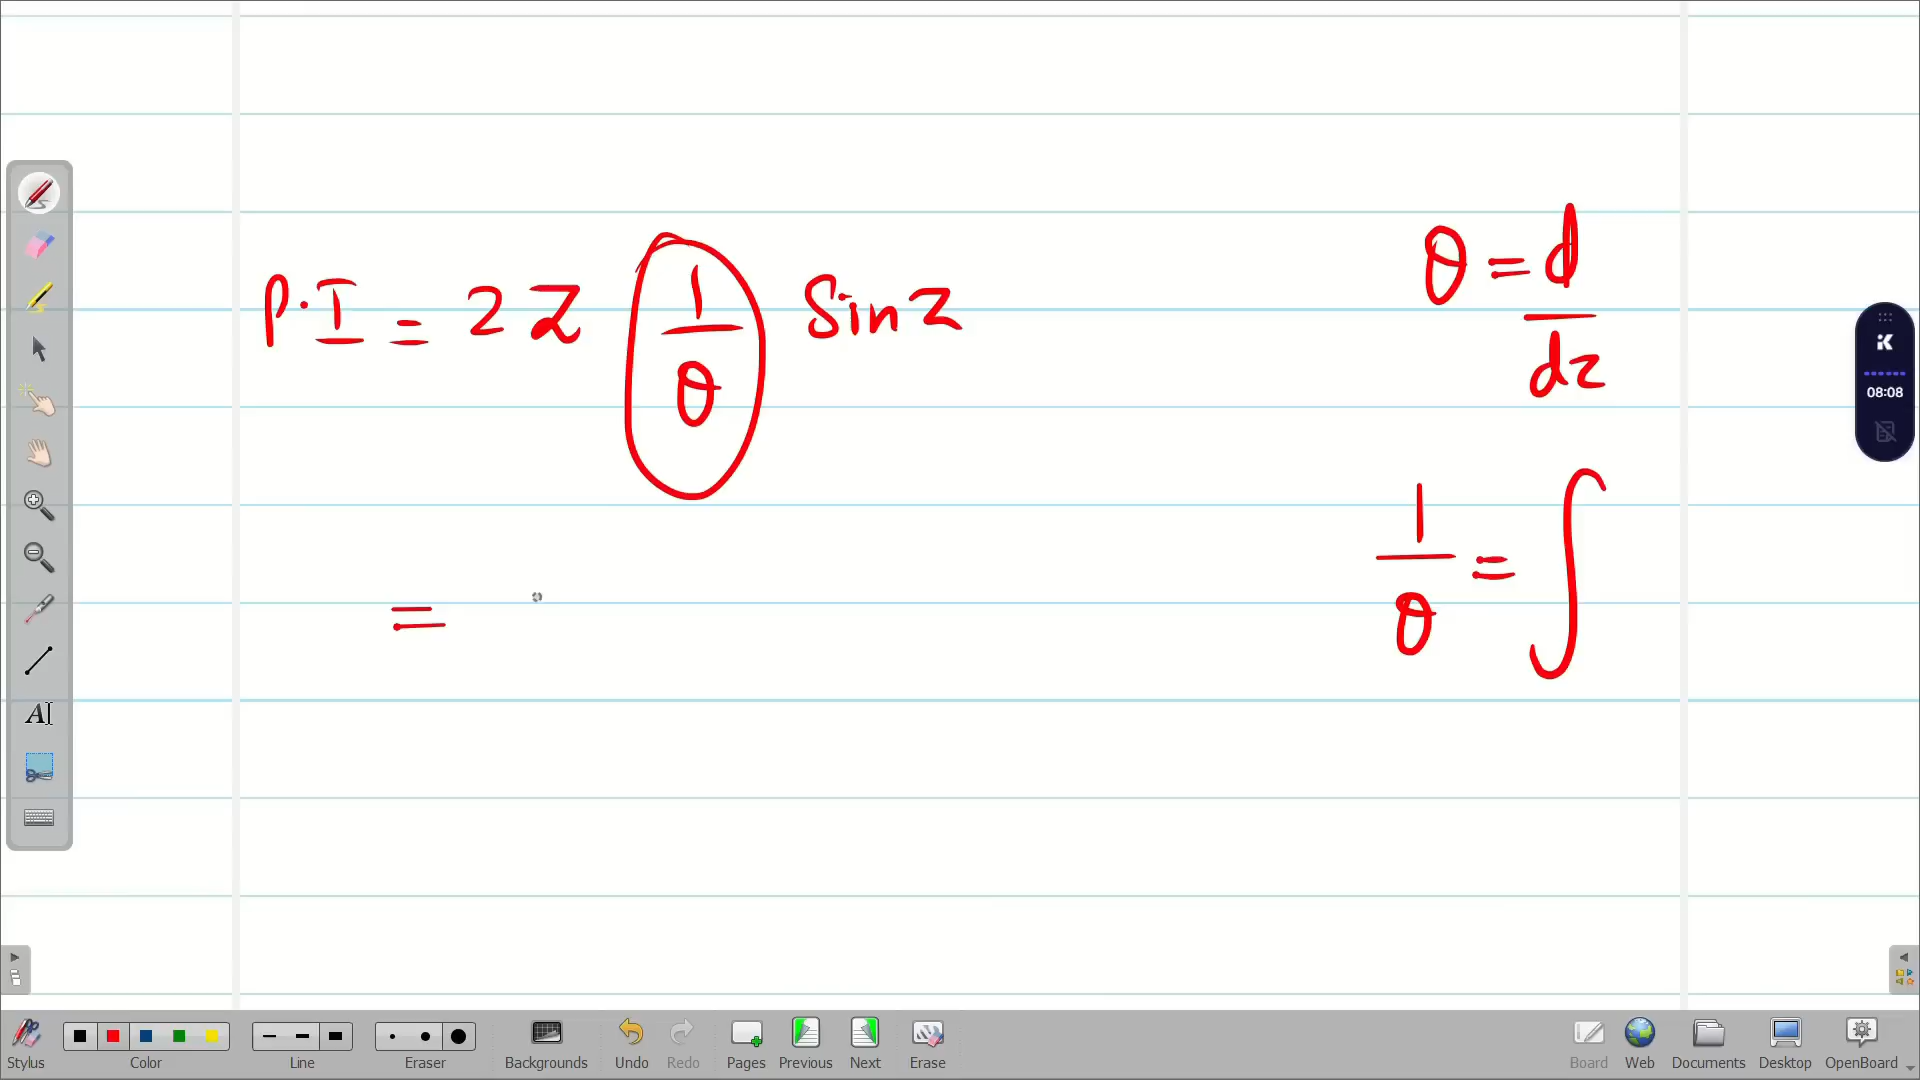 P.I = 2 z 1/θ Sin z
θ = d/dz
1/θ = ∫
=
08:08
A
Stylus
Color
Line
Eraser
Backgrounds
Undo
Redo
Pages
Previous
Next
Erase
Board
Web
Documents
Desktop
OpenBoard